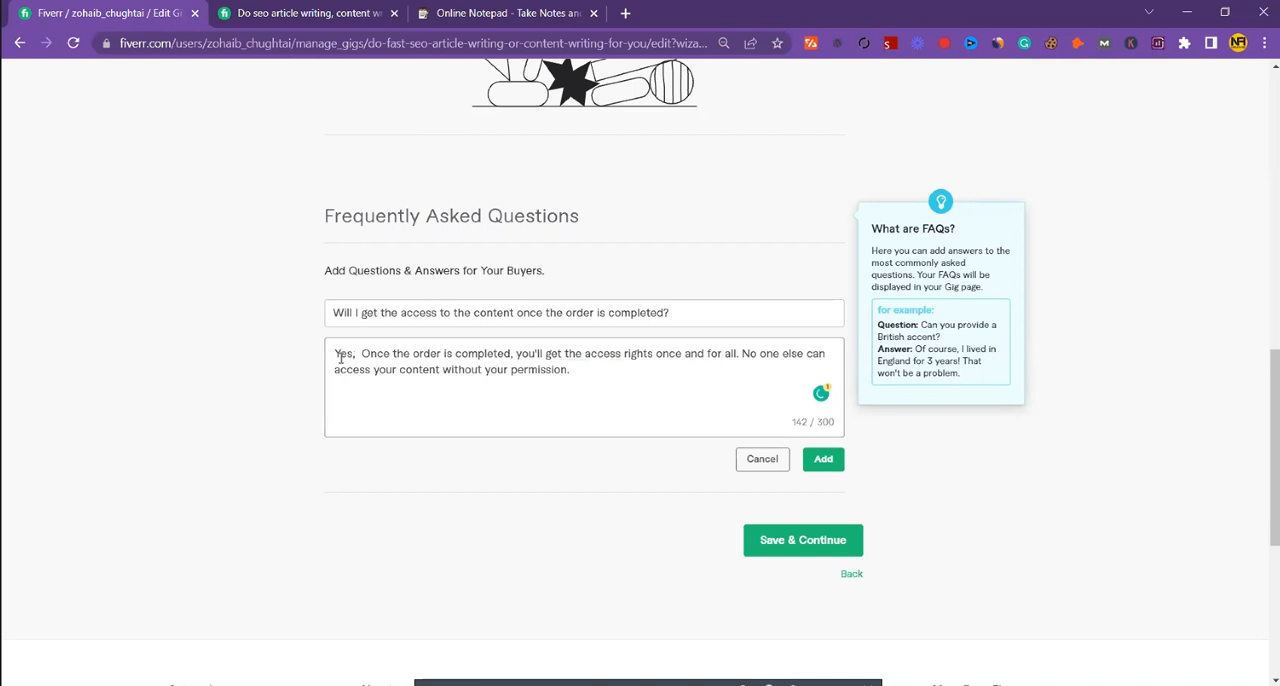 Fiverr / zohaib_chughtai / Edit Gi
Do seo article writing, content w
Online Notepad - Take Notes an
fiverr.com/users/zohaib_chughtai/manage_gigs/do-fast-seo-article-writing-or-content-writing-for-you/edit?wiza...
Frequently Asked Questions
Add Questions & Answers for Your Buyers.
Will I get the access to the content once the order is completed?
Yes,  Once the order is completed, you'll get the access rights once and for all. No one else can
access your content without your permission.
142 / 300
Cancel
Add
What are FAQs?
Here you can add answers to the
most commonly asked
questions. Your FAQs will be
displayed in your Gig page.
for example:
Question: Can you provide a
British accent?
Answer: Of course, I lived in
England for 3 years! That
won't be a problem.
Save & Continue
Back